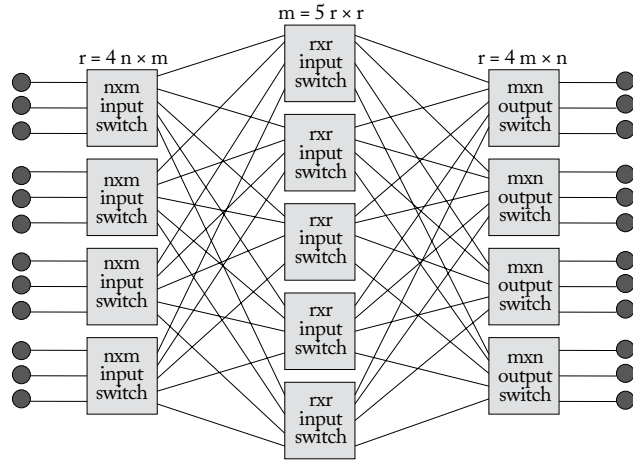 m = 5 r × r
r = 4 n × m
r = 4 m × n
nxm
input
switch
nxm
input
switch
nxm
input
switch
nxm
input
switch
rxr
input
switch
rxr
input
switch
rxr
input
switch
rxr
input
switch
rxr
input
switch
mxn
output
switch
mxn
output
switch
mxn
output
switch
mxn
output
switch